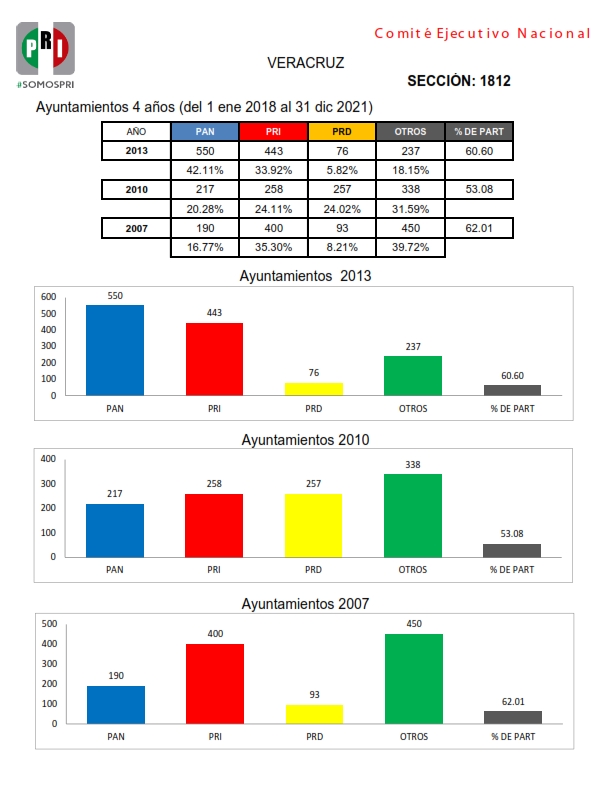 PRI
#SOMOSPRI
Comité Ejecutivo Nacional
VERACRUZ
SECCIÓN: 1812
Ayuntamientos 4 años (del 1 ene 2018 al 31 dic 2021)
AÑO PAN PRI PRD OTROS % DE PART
2013 550 443 76 237 60.60
42.11% 33.92% 5.82% 18.15%
2010 217 258 257 338 53.08
20.28% 24.11% 24.02% 31.59%
2007 190 400 93 450 62.01
16.77% 35.30% 8.21% 39.72%
Ayuntamientos 2013
600
500
400
300
200
100
0
550
443
76
237
60.60
PAN PRI PRD OTROS % DE PART
Ayuntamientos 2010
400
300
200
100
0
217
258
257
338
53.08
PAN PRI PRD OTROS % DE PART
Ayuntamientos 2007
500
400
300
200
100
0
190
400
93
450
62.01
PAN PRI PRD OTROS % DE PART